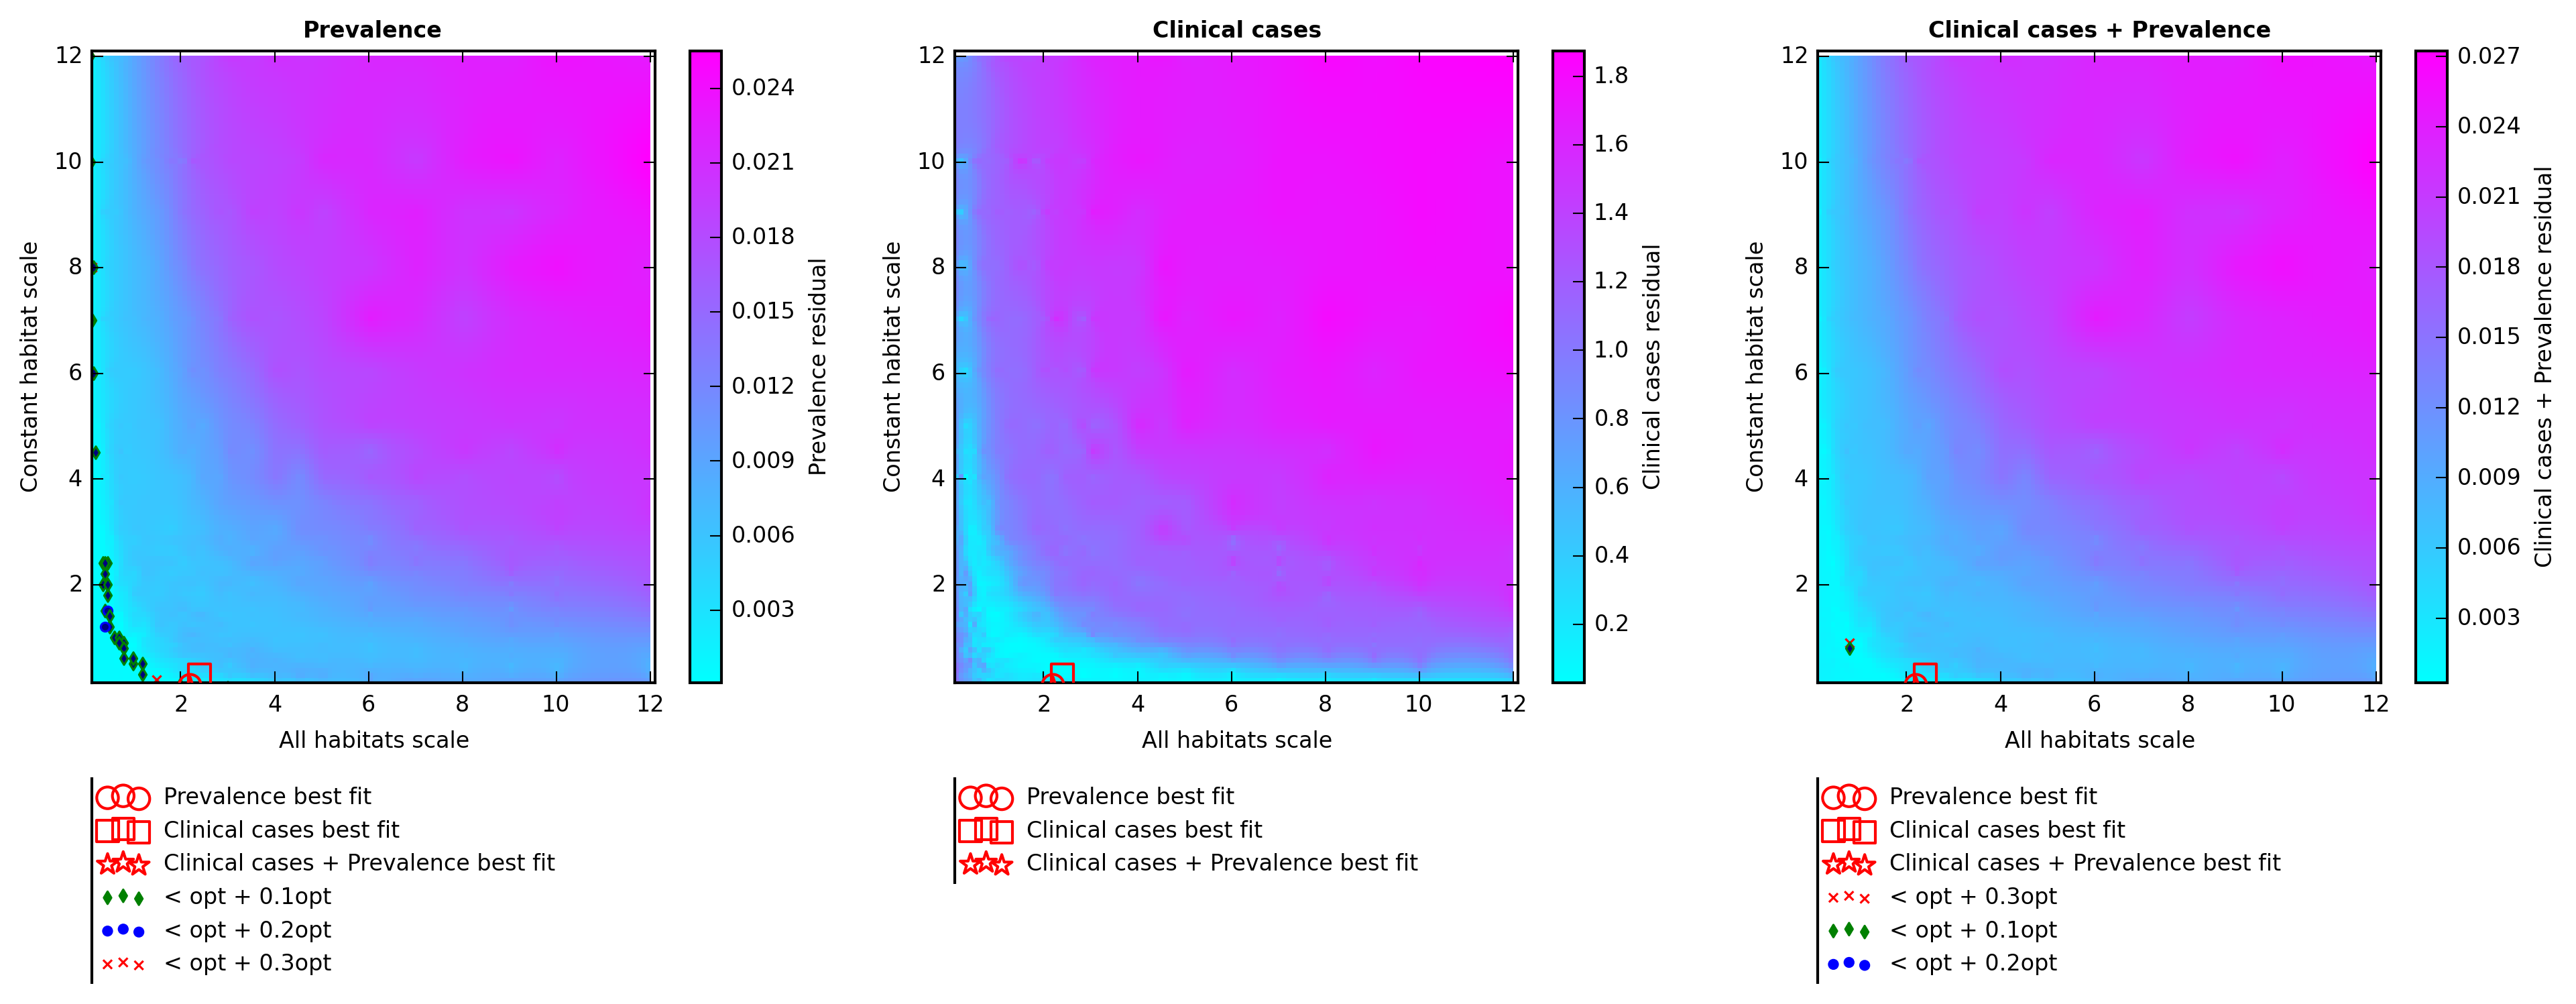 Prevalence
12
10
8
6
4
2
Constant habitat scale
2
4
6
8
10
12
All habitats scale
0.024
0.021
0.018
0.015
0.012
0.009
0.006
0.003
Prevalence residual
Prevalence best fit
Clinical cases best fit
Clinical cases + Prevalence best fit
< opt + 0.1opt
< opt + 0.2opt
< opt + 0.3opt
Clinical cases
12
10
8
6
4
2
Constant habitat scale
2
4
6
8
10
12
All habitats scale
1.8
1.6
1.4
1.2
1.0
0.8
0.6
0.4
0.2
Clinical cases residual
Prevalence best fit
Clinical cases best fit
Clinical cases + Prevalence best fit
Clinical cases + Prevalence
12
10
8
6
4
2
Constant habitat scale
2
4
6
8
10
12
All habitats scale
0.027
0.024
0.021
0.018
0.015
0.012
0.009
0.006
0.003
Clinical cases + Prevalence residual
Prevalence best fit
Clinical cases best fit
Clinical cases + Prevalence best fit
< opt + 0.3opt
< opt + 0.1opt
< opt + 0.2opt